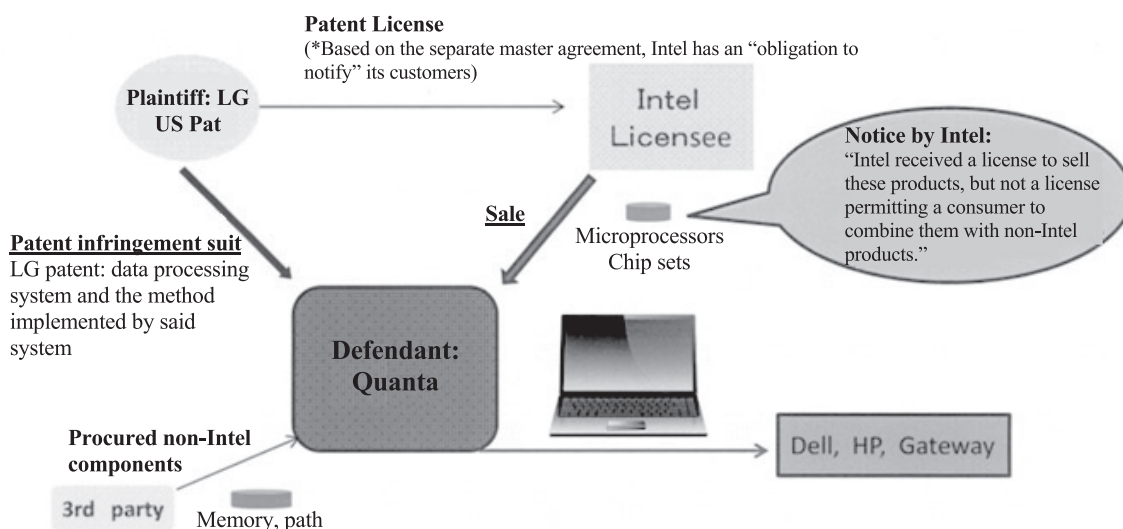 Patent License
(*Based on the separate master agreement, Intel has an “obligation to
notify” its customers)
Plaintiff: LG
US Pat
Intel
Licensee
Notice by Intel:
“Intel received a license to sell
these products, but not a license
permitting a consumer to
combine them with non-Intel
products.”
Sale
Microprocessors
Chip sets
Patent infringement suit
LG patent: data processing
system and the method
implemented by said
system
Defendant:
Quanta
Procured non-Intel
components
3rd party
Memory, path
Dell, HP, Gateway